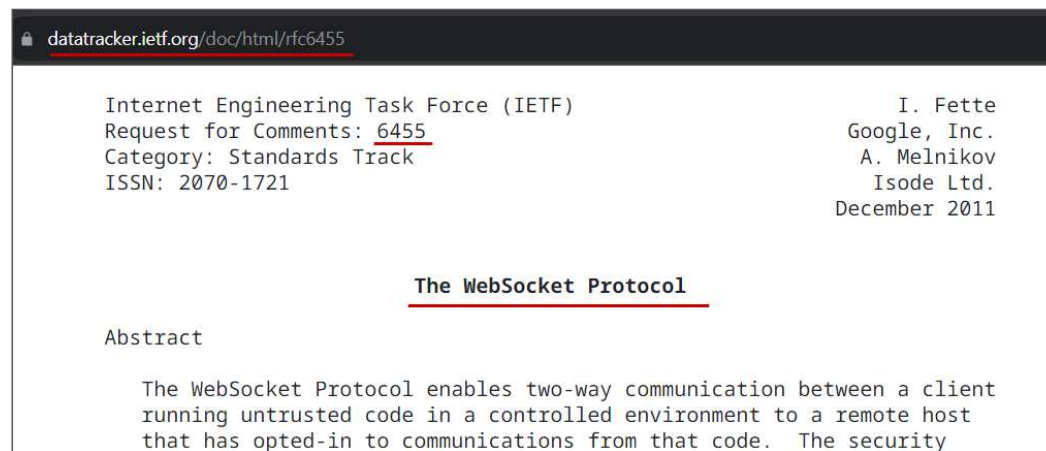 datatracker.ietf.org/doc/html/rfc6455
Internet Engineering Task Force (IETF) I. Fette
Request for Comments: 6455 Google, Inc.
Category: Standards Track A. Melnikov
ISSN: 2070-1721 Isode Ltd.
December 2011
The WebSocket Protocol
Abstract
The WebSocket Protocol enables two-way communication between a client
running untrusted code in a controlled environment to a remote host
that has opted-in to communications from that code. The security